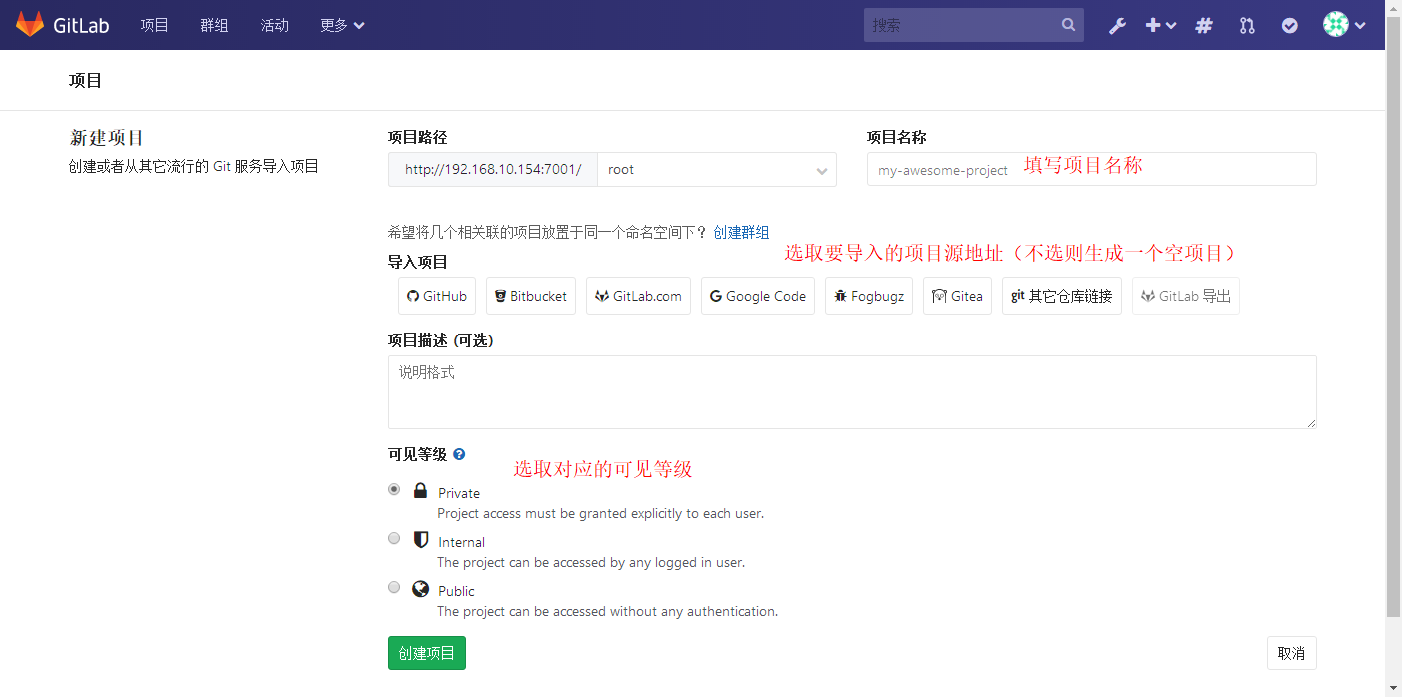 GitLab 项目 群组 活动 更多 搜索
项目
新建项目
创建或者从其它流行的 Git 服务导入项目
项目路径 项目名称
http://192.168.10.154:7001/ root my-awesome-project 填写项目名称
希望将几个相关联的项目放置于同一个命名空间下？ 创建群组
选取要导入的项目源地址（不选则生成一个空项目）
导入项目
GitHub Bitbucket GitLab.com Google Code Fogbugz Gitea git 其它仓库链接 GitLab 导出
项目描述 (可选)
说明格式
可见等级
选取对应的可见等级
Private
Project access must be granted explicitly to each user.
Internal
The project can be accessed by any logged in user.
Public
The project can be accessed without any authentication.
创建项目 取消